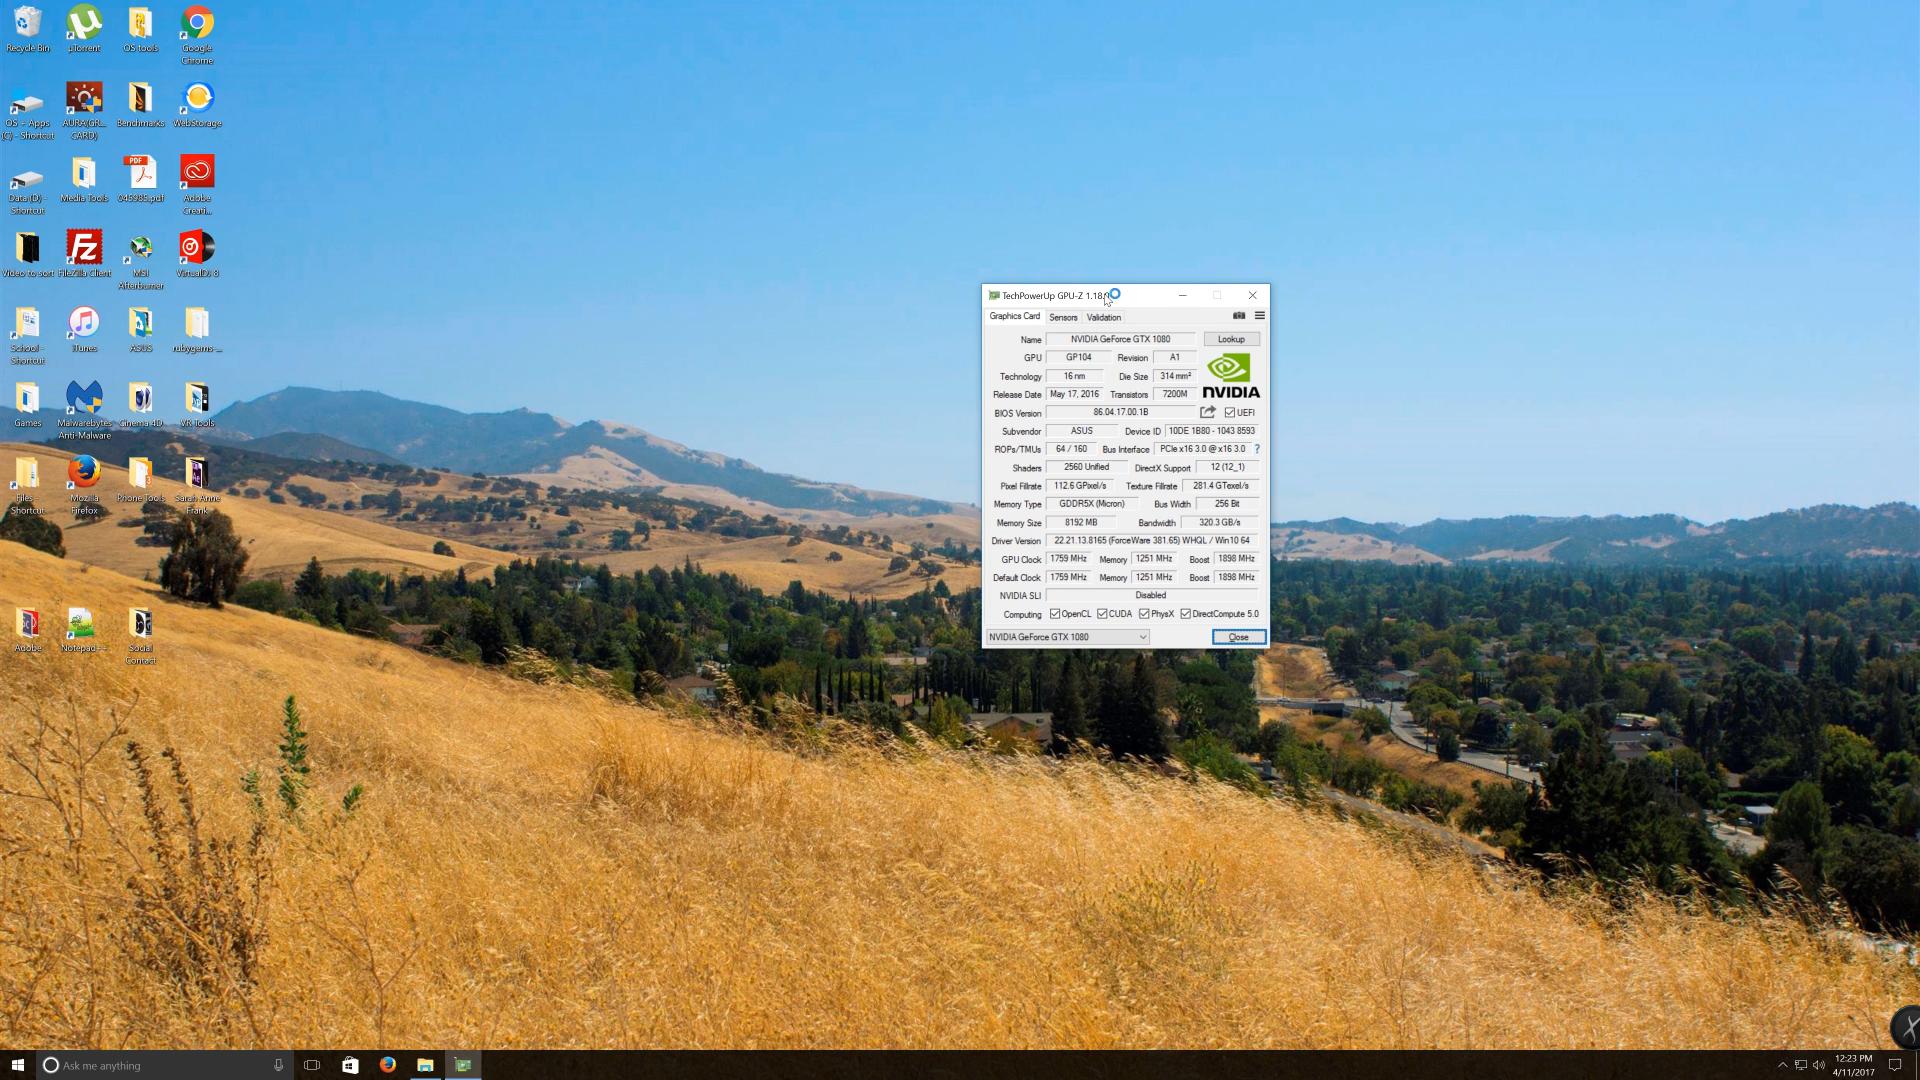 Recycle Bin
µTorrent
OS tools
Google
Chrome
OS + Apps
(C) - Shortcut
AURA(GR...
CARD)
Benchmarks
WebStorage
Data (D) -
Shortcut
Media Tools
PDF
045985.pdf
Adobe
Creati...
Video to sort
FileZilla Client
MSI
Afterburner
VirtualDJ 8
School -
Shortcut
iTunes
ASUS
rubygems-...
Games
Malwarebytes
Anti-Malware
Cinema 4D
VR Tools
Files -
Shortcut
Mozilla
Firefox
Phone Tools
Sarah Anne
Frank
Adobe
Notepad++
Social
Contact
TechPowerUp GPU-Z 1.18.
Graphics Card Sensors Validation
Name NVIDIA GeForce GTX 1080 Lookup
GPU GP104 Revision A1
Technology 16 nm Die Size 314 mm²
NVIDIA
Release Date May 17, 2016 Transistors 7200M
BIOS Version 86.04.17.00.1B UEFI
Subvendor ASUS Device ID 10DE 1B80 - 1043 8593
ROPs/TMUs 64 / 160 Bus Interface PCIe x16 3.0 @ x16 3.0 ?
Shaders 2560 Unified DirectX Support 12 (12_1)
Pixel Fillrate 112.6 GPixel/s Texture Fillrate 281.4 GTexel/s
Memory Type GDDR5X (Micron) Bus Width 256 Bit
Memory Size 8192 MB Bandwidth 320.3 GB/s
Driver Version 22.21.13.8165 (ForceWare 381.65) WHQL / Win10 64
GPU Clock 1759 MHz Memory 1251 MHz Boost 1898 MHz
Default Clock 1759 MHz Memory 1251 MHz Boost 1898 MHz
NVIDIA SLI Disabled
Computing OpenCL CUDA PhysX DirectCompute 5.0
NVIDIA GeForce GTX 1080 Close
Ask me anything
12:23 PM
4/11/2017